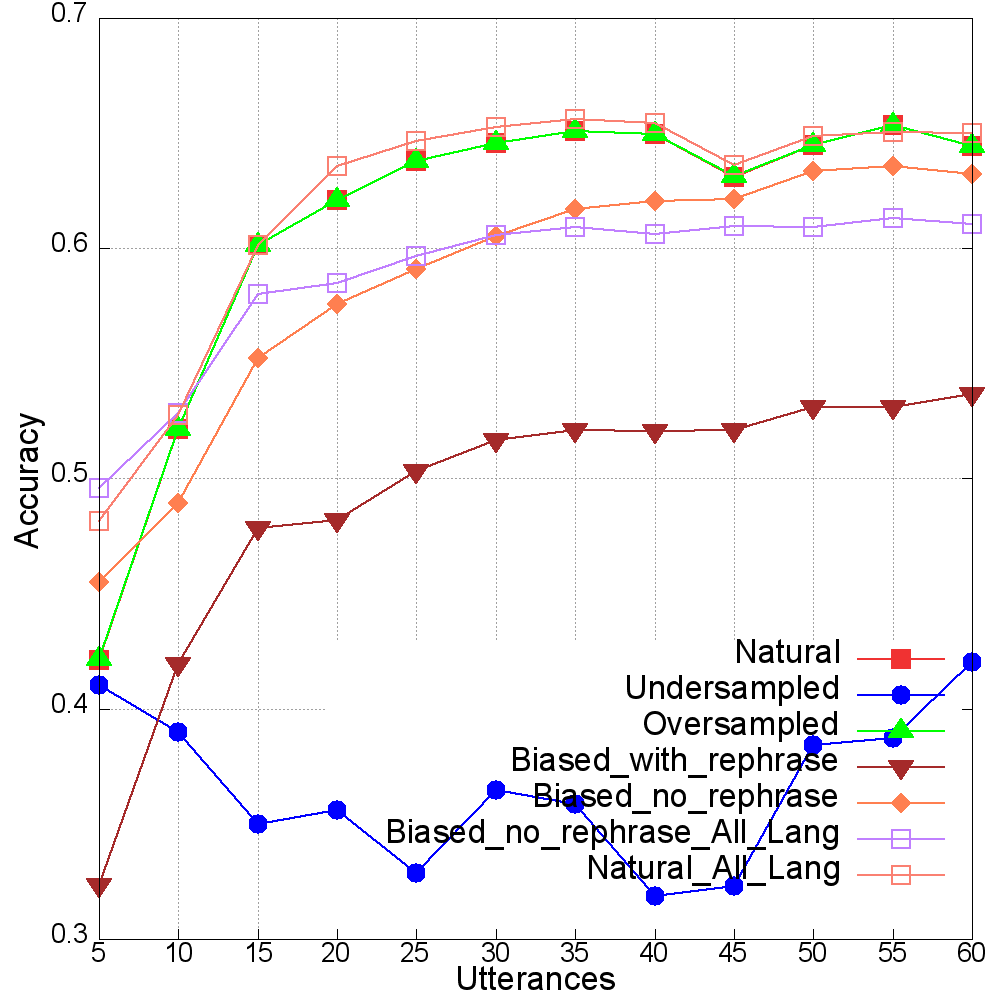 0.7
0.6
0.5
0.4
0.3
Accuracy
Natural
Undersampled
Oversampled
Biased_with_rephrase
Biased_no_rephrase
Biased_no_rephrase_All_Lang
Natural_All_Lang
5 10 15 20 25 30 35 40 45 50 55 60
Utterances